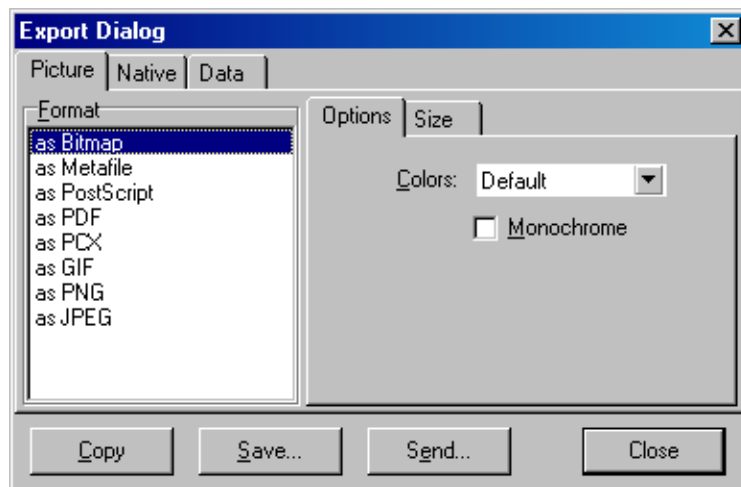 Export Dialog
Picture Native Data
Format
as Bitmap
as Metafile
as PostScript
as PDF
as PCX
as GIF
as PNG
as JPEG
Options Size
Colors: Default
Monochrome
Copy Save... Send... Close